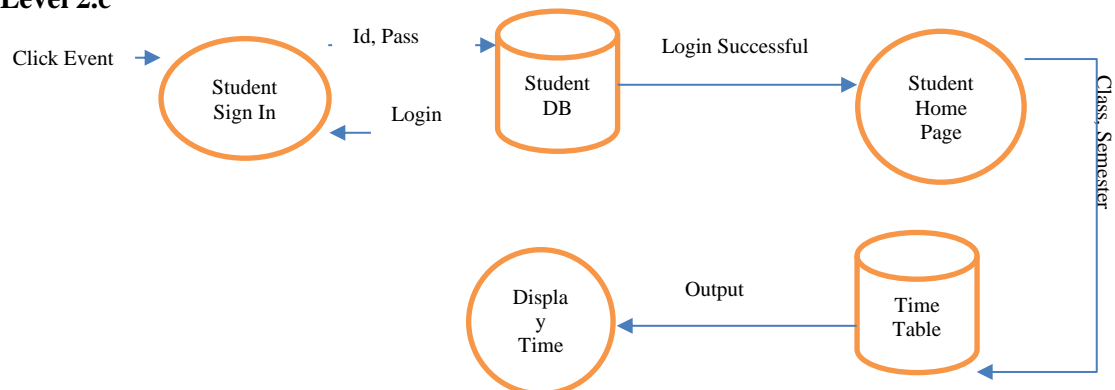 Level 2.c
Click Event
Student
Sign In
Id, Pass
Login
Student
DB
Login Successful
Student
Home
Page
Class, Semester
Time
Table
Output
Displa
y
Time